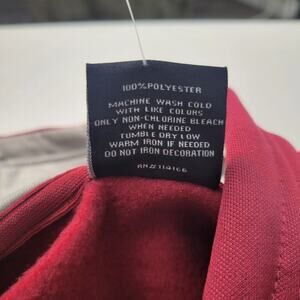 100% POLYESTER
MACHINE WASH COLD
WITH LIKE COLORS
ONLY NON-CHLORINE BLEACH
WHEN NEEDED
TUMBLE DRY LOW
WARM IRON IF NEEDED
DO NOT IRON DECORATION
RN# 114166